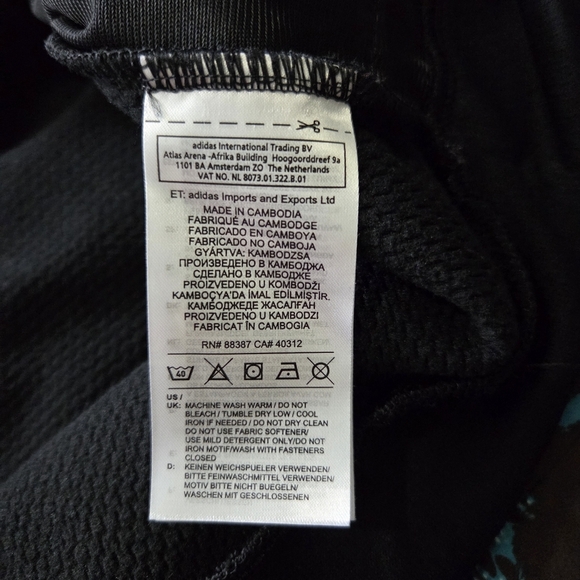 adidas International Trading BV
Atlas Arena -Afrika Building Hoogoorddreef 9a
1101 BA Amsterdam ZO The Netherlands
VAT NO. NL 8073.01.322.B.01
ET: adidas Imports and Exports Ltd
MADE IN CAMBODIA
FABRIQUÉ AU CAMBODGE
FABRICADO EN CAMBOYA
FABRICADO NO CAMBOJA
GYÁRTVA: KAMBODZSA
ПРОИЗВЕДЕНО В КАМБОДЖА
СДЕЛАНО В КАМБОДЖЕ
PROIZVEDENO U KOMBODŽI
KAMBOÇYA'DA İMAL EDİLMİŞTİR.
КАМБОДЖЕДЕ ЖАСАЛҒАН
PROIZVEDENO U KAMBODZI
FABRICAT ÎN CAMBOGIA
RN# 88387 CA# 40312
40
US /
UK: MACHINE WASH WARM / DO NOT
BLEACH / TUMBLE DRY LOW / COOL
IRON IF NEEDED / DO NOT DRY CLEAN
DO NOT USE FABRIC SOFTENER/
USE MILD DETERGENT ONLY/DO NOT
IRON MOTIF/WASH WITH FASTENERS
CLOSED
D: KEINEN WEICHSPUELER VERWENDEN/
BITTE FEINWASCHMITTEL VERWENDEN/
MOTIV BITTE NICHT BUEGELN/
WASCHEN MIT GESCHLOSSENEN